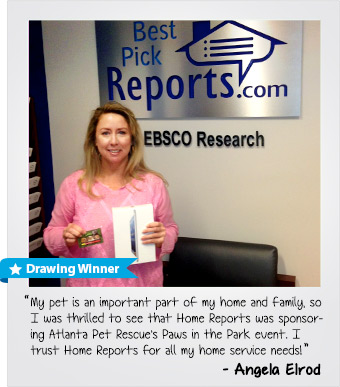 Best
Pick
Reports.com
EBSCO Research
Drawing Winner
"My pet is an important part of my home and family, so
I was thrilled to see that Home Reports was sponsor-
ing Atlanta Pet Rescue's Paws in the Park event. I
trust Home Reports for all my home service needs!"
- Angela Elrod